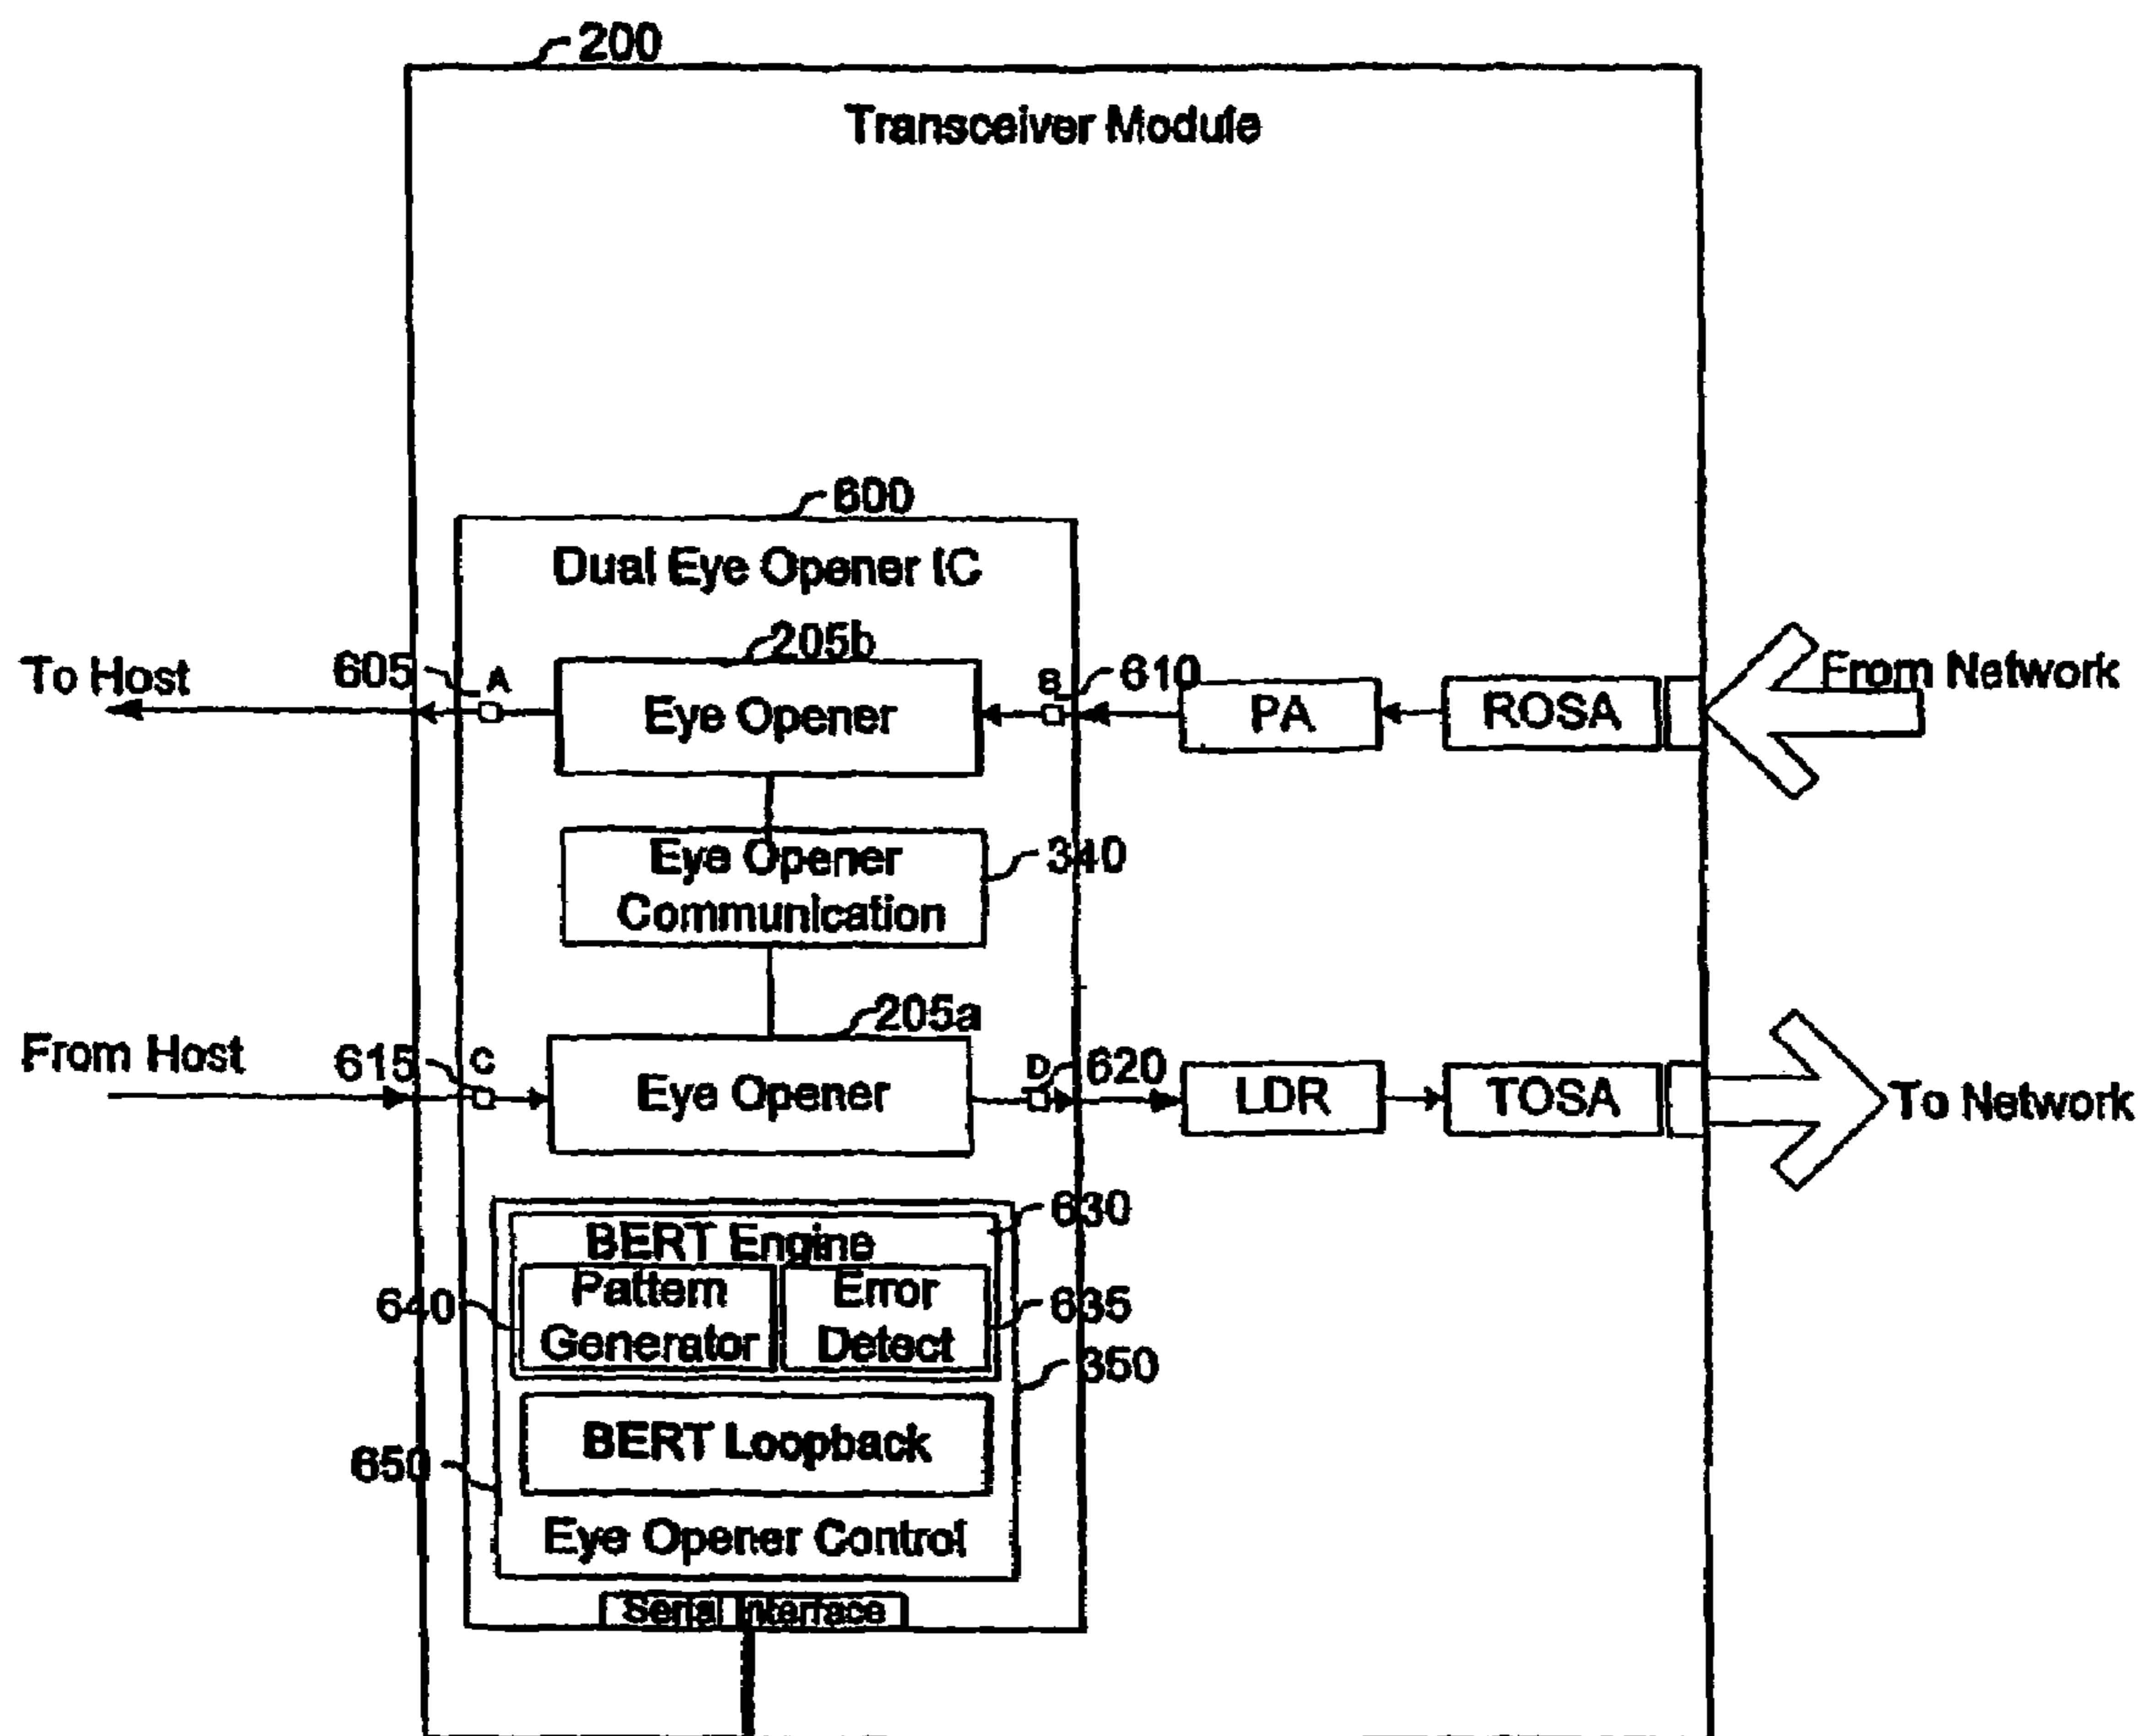 200
Transceiver Module
600
Dual Eye Opener IC
205b
To Host
605
A
Eye Opener
B
610
PA
ROSA
From Network
Eye Opener
Communication
340
205a
From Host
615
C
Eye Opener
D
620
LDR
TOSA
To Network
630
BERT Engine
640
Pattern
Generator
Error
Detect
635
350
BERT Loopback
650
Eye Opener Control
Serial Interface